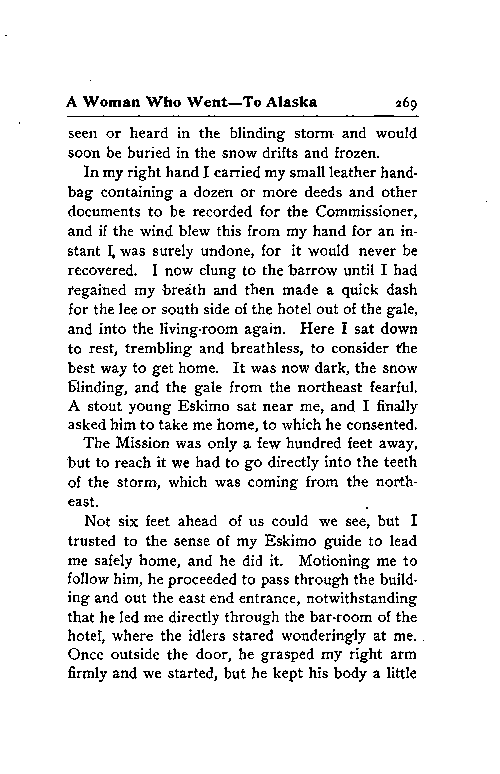 A Woman Who Went—To Alaska 269
seen or heard in the blinding storm and would
soon be buried in the snow drifts and frozen.
In my right hand I carried my small leather hand-
bag containing a dozen or more deeds and other
documents to be recorded for the Commissioner,
and if the wind blew this from my hand for an in-
stant I, was surely undone, for it would never be
recovered. I now clung to the barrow until I had
regained my breath and then made a quick dash
for the lee or south side of the hotel out of the gale,
and into the living-room again. Here I sat down
to rest, trembling and breathless, to consider the
best way to get home. It was now dark, the snow
blinding, and the gale from the northeast fearful.
A stout young Eskimo sat near me, and I finally
asked him to take me home, to which he consented.
The Mission was only a few hundred feet away,
but to reach it we had to go directly into the teeth
of the storm, which was coming from the north-
east.
Not six feet ahead of us could we see, but I
trusted to the sense of my Eskimo guide to lead
me safely home, and he did it. Motioning me to
follow him, he proceeded to pass through the build-
ing and out the east end entrance, notwithstanding
that he led me directly through the bar-room of the
hotel, where the idlers stared wonderingly at me.
Once outside the door, he grasped my right arm
firmly and we started, but he kept his body a little